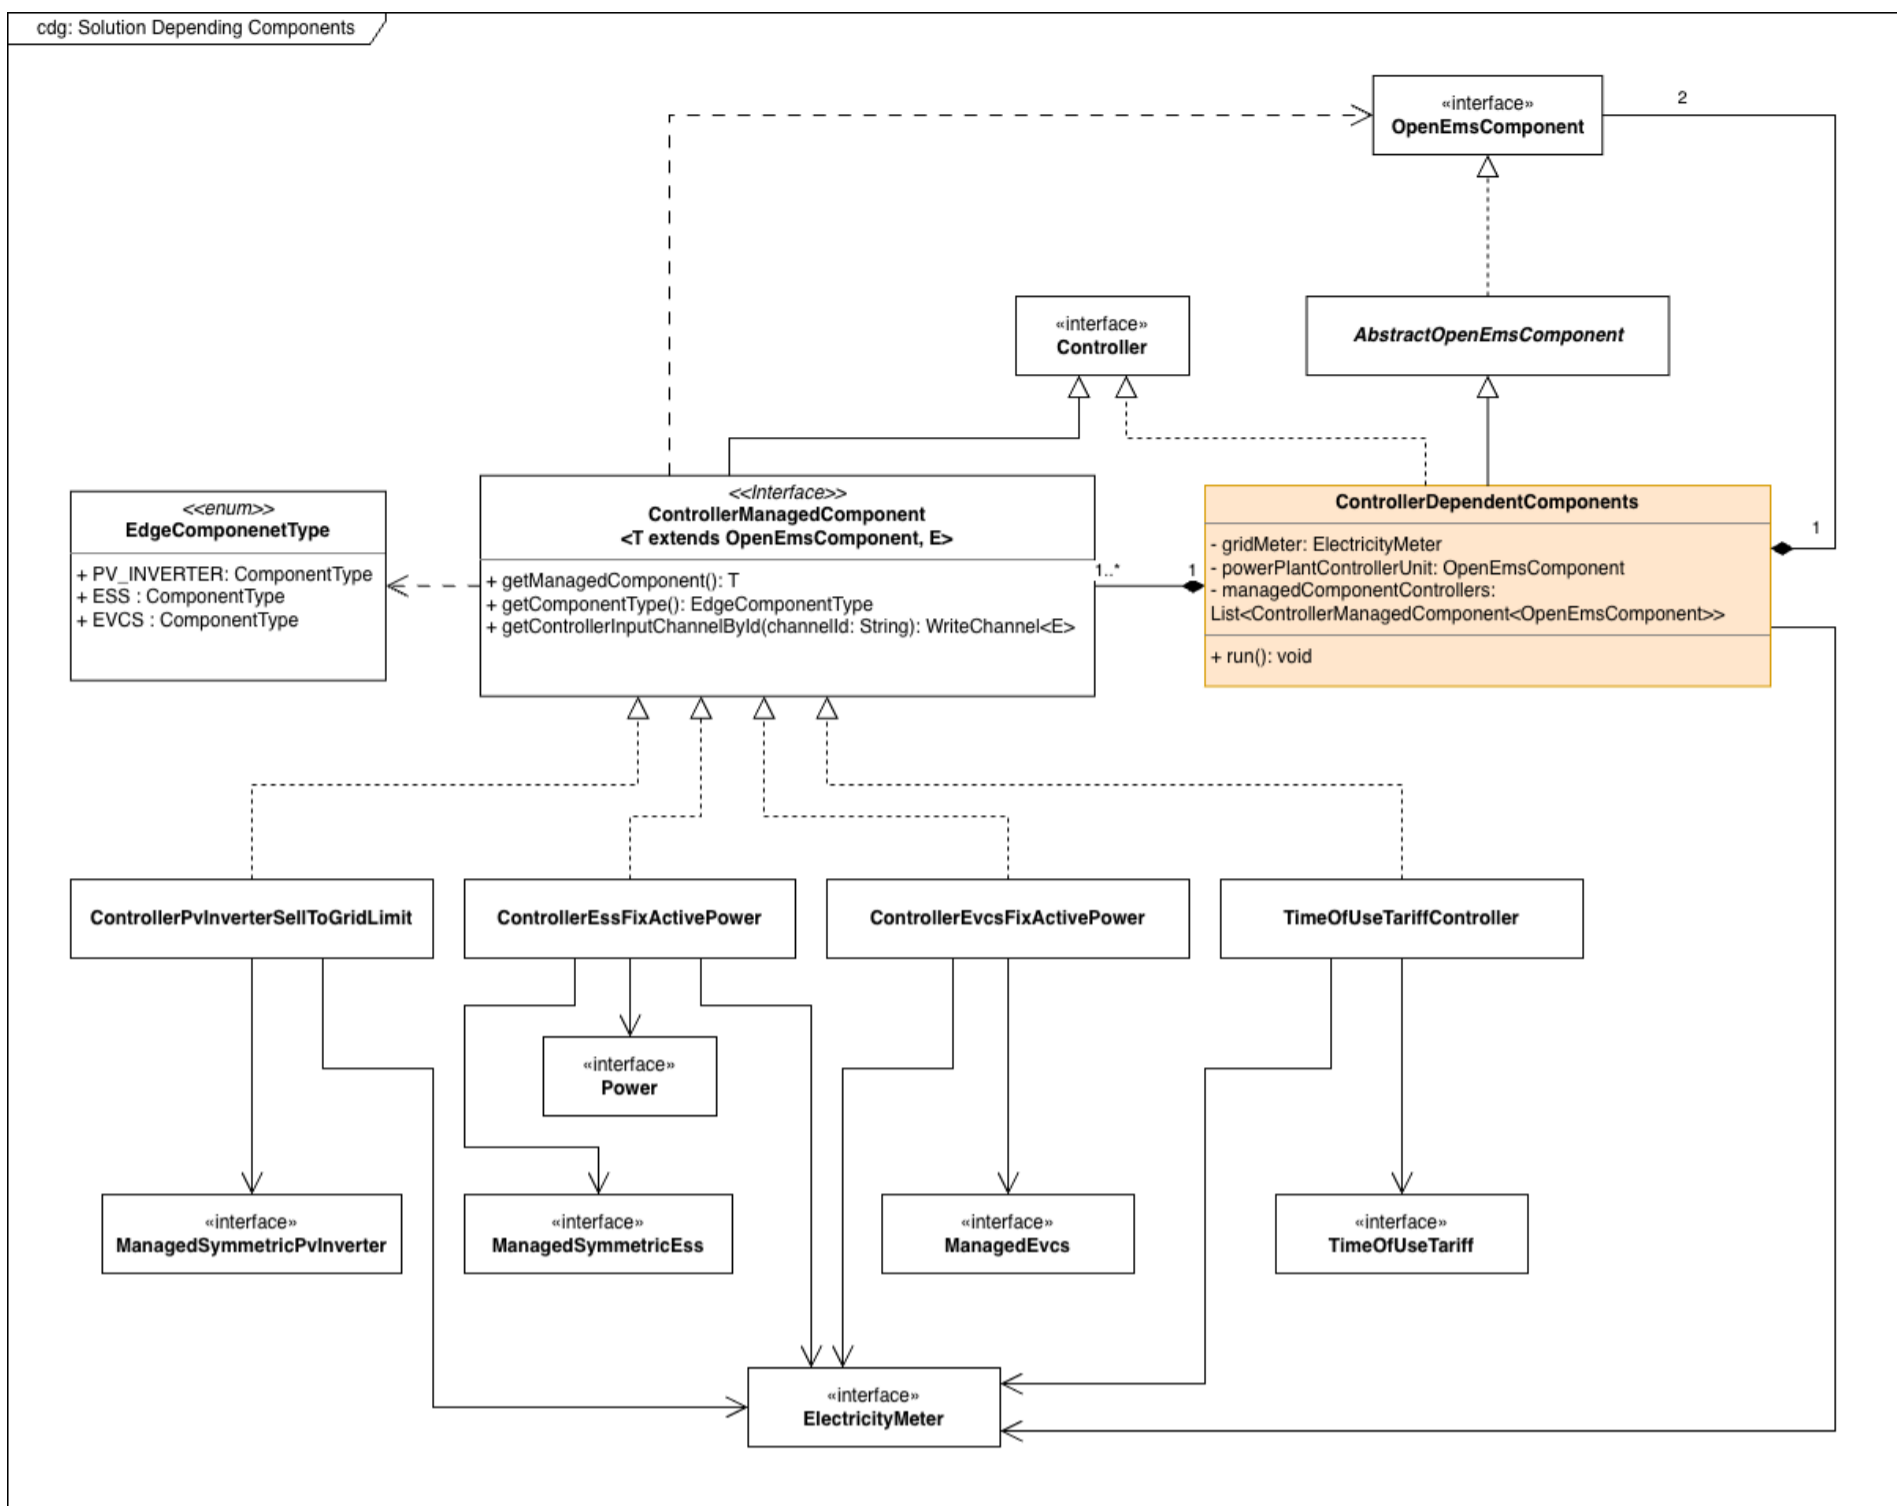 cdg: Solution Depending Components
«interface»
OpenEmsComponent
2
«interface»
Controller
AbstractOpenEmsComponent
<<enum>>
EdgeComponenetType
+ PV_INVERTER: ComponentType
+ ESS : ComponentType
+ EVCS : ComponentType
<<Interface>>
ControllerManagedComponent
<T extends OpenEmsComponent, E>
+ getManagedComponent(): T
+ getComponentType(): EdgeComponentType
+ getControllerInputChannelById(channelId: String): WriteChannel<E>
1..*
1
ControllerDependentComponents
- gridMeter: ElectricityMeter
- powerPlantControllerUnit: OpenEmsComponent
- managedComponentControllers:
List<ControllerManagedComponent<OpenEmsComponent>>
+ run(): void
1
ControllerPvInverterSellToGridLimit
ControllerEssFixActivePower
ControllerEvcsFixActivePower
TimeOfUseTariffController
«interface»
Power
«interface»
ManagedSymmetricPvInverter
«interface»
ManagedSymmetricEss
«interface»
ManagedEvcs
«interface»
TimeOfUseTariff
«interface»
ElectricityMeter